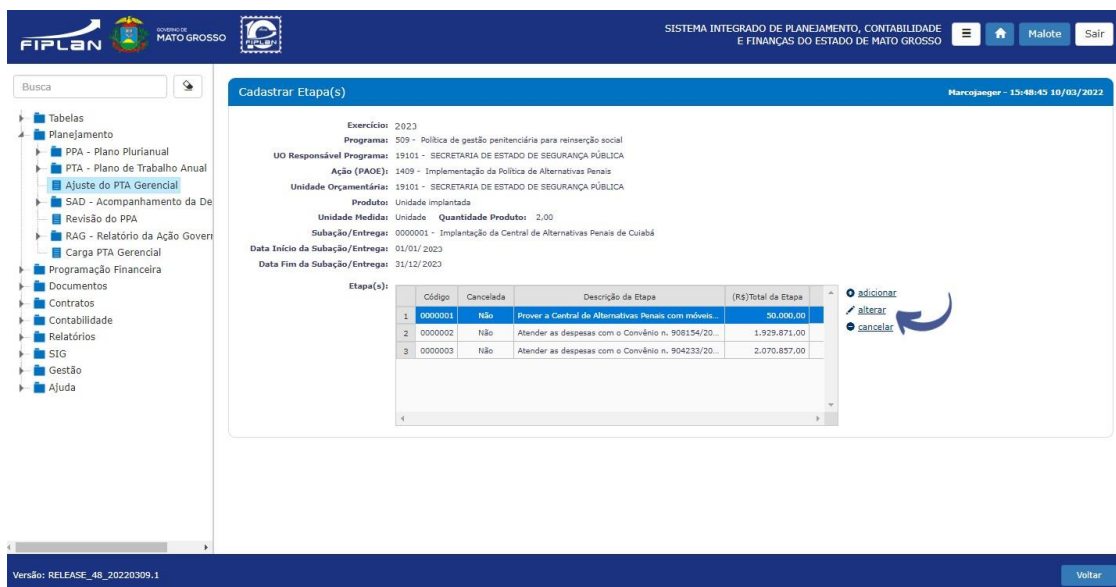 FIPLAN
GOVERNO DE
MATO GROSSO
FIPLAN
SISTEMA INTEGRADO DE PLANEJAMENTO, CONTABILIDADE
E FINANÇAS DO ESTADO DE MATO GROSSO
Malote
Sair
Busca
Tabelas
Planejamento
PPA - Plano Plurianual
PTA - Plano de Trabalho Anual
Ajuste do PTA Gerencial
SAD - Acompanhamento da De
Revisão do PPA
RAG - Relatório da Ação Govern
Carga PTA Gerencial
Programação Financeira
Documentos
Contratos
Contabilidade
Relatórios
SIG
Gestão
Ajuda
Cadastrar Etapa(s)
Marcojaeger - 15:48:45 10/03/2022
Exercício: 2023
Programa: 509 - Política de gestão penitenciária para reinserção social
UO Responsável Programa: 19101 - SECRETARIA DE ESTADO DE SEGURANÇA PÚBLICA
Ação (PAOE): 1409 - Implementação da Política de Alternativas Penais
Unidade Orçamentária: 19101 - SECRETARIA DE ESTADO DE SEGURANÇA PÚBLICA
Produto: Unidade implantada
Unidade Medida: Unidade Quantidade Produto: 2,00
Subação/Entrega: 0000001 - Implantação da Central de Alternativas Penais de Cuiabá
Data Início da Subação/Entrega: 01/01/2023
Data Fim da Subação/Entrega: 31/12/2023
Etapa(s):
Código Cancelada Descrição da Etapa (R$)Total da Etapa
1 0000001 Não Prover a Central de Alternativas Penais com móveis... 50.000,00
2 0000002 Não Atender as despesas com o Convênio n. 908154/20... 1.929.871,00
3 0000003 Não Atender as despesas com o Convênio n. 904233/20... 2.070.857,00
adicionar
alterar
cancelar
Versão: RELEASE_48_20220309.1
Voltar